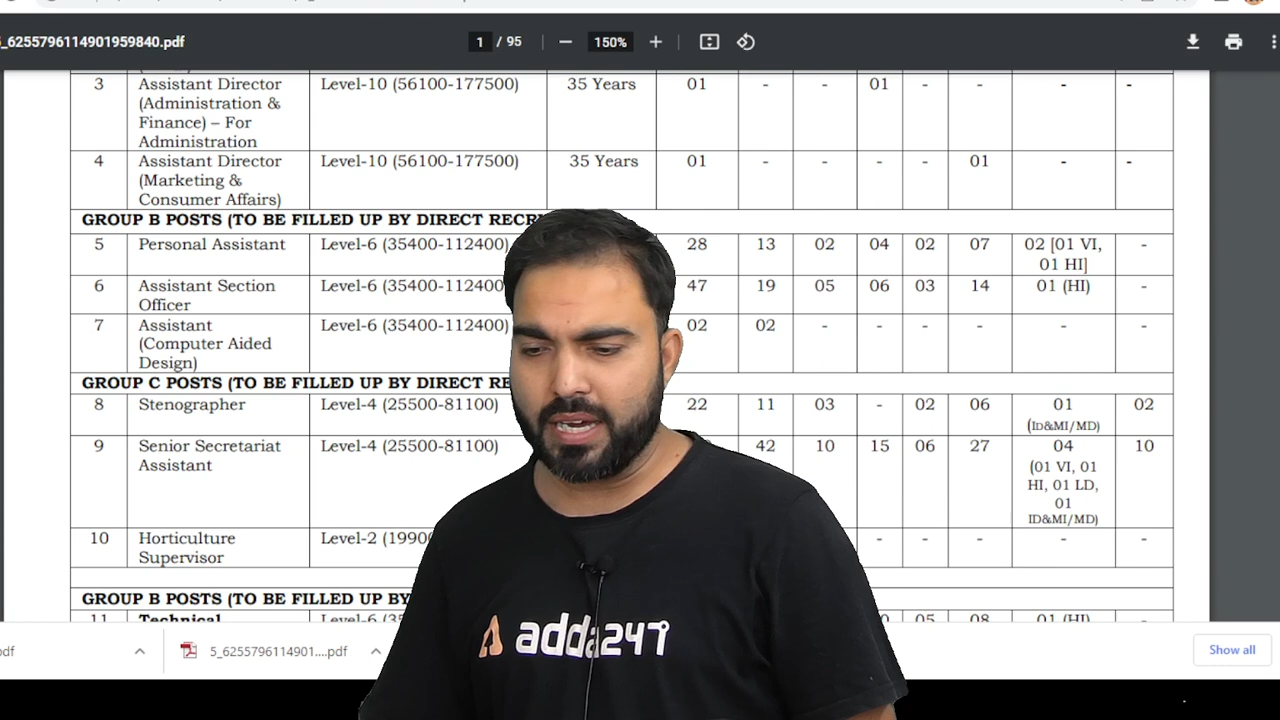 _6255796114901959840.pdf 1 / 95 150%
3 Assistant Director (Administration & Finance) – For Administration Level-10 (56100-177500) 35 Years 01 - - 01 - - - -
4 Assistant Director (Marketing & Consumer Affairs) Level-10 (56100-177500) 35 Years 01 - - - - 01 - -
GROUP B POSTS (TO BE FILLED UP BY DIRECT
5 Personal Assistant Level-6 (35400-112400) 28 13 02 04 02 07 02 [01 VI, 01 HI] -
6 Assistant Section Officer Level-6 (35400-112400 47 19 05 06 03 14 01 (HI) -
7 Assistant (Computer Aided Design) Level-6 (35400-112400) 02 02 - - - - - -
GROUP C POSTS (TO BE FILLED UP BY DIRECT
8 Stenographer Level-4 (25500-81100) 22 11 03 - 02 06 01 (ID&MI/MD) 02
9 Senior Secretariat Assistant Level-4 (25500-81100) 42 10 15 06 27 04 (01 VI, 01 HI, 01 LD, 01 ID&MI/MD) 10
10 Horticulture Supervisor Level-2 - - - - -
GROUP B POSTS (TO BE FILLED UP BY
11 Technical Level-6 05 08 01 (HI) -
adda247
5_6255796114901....pdf Show all